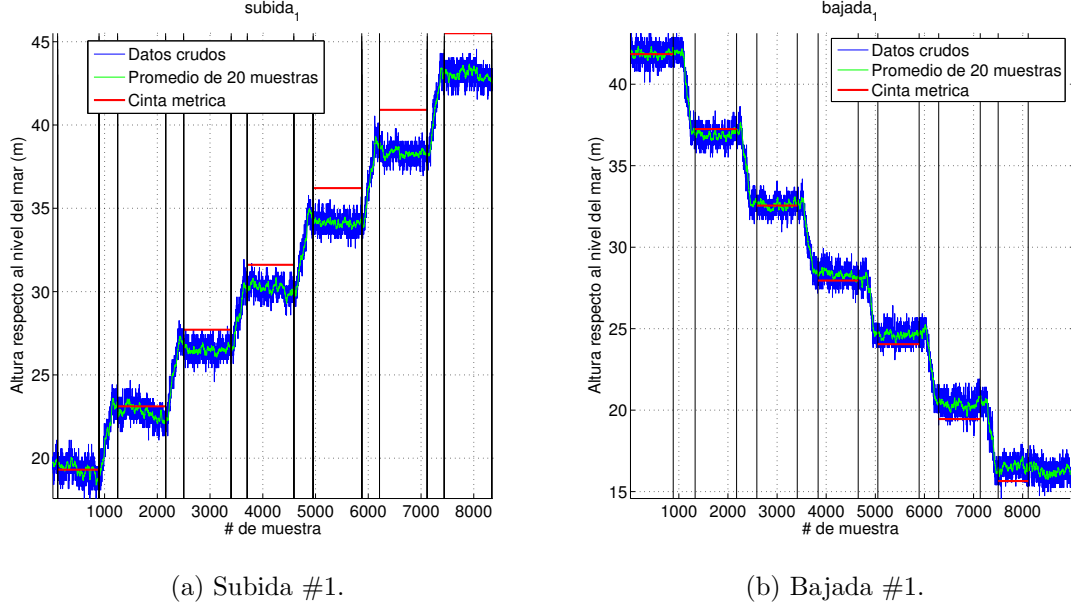 subida1
45
40
35
30
25
20
Altura respecto al nivel del mar (m)
Datos crudos
Promedio de 20 muestras
Cinta metrica
1000 2000 3000 4000 5000 6000 7000 8000
# de muestra
(a) Subida #1.
bajada1
40
35
30
25
20
15
Altura respecto al nivel del mar (m)
Datos crudos
Promedio de 20 muestras
Cinta metrica
1000 2000 3000 4000 5000 6000 7000 8000
# de muestra
(b) Bajada #1.